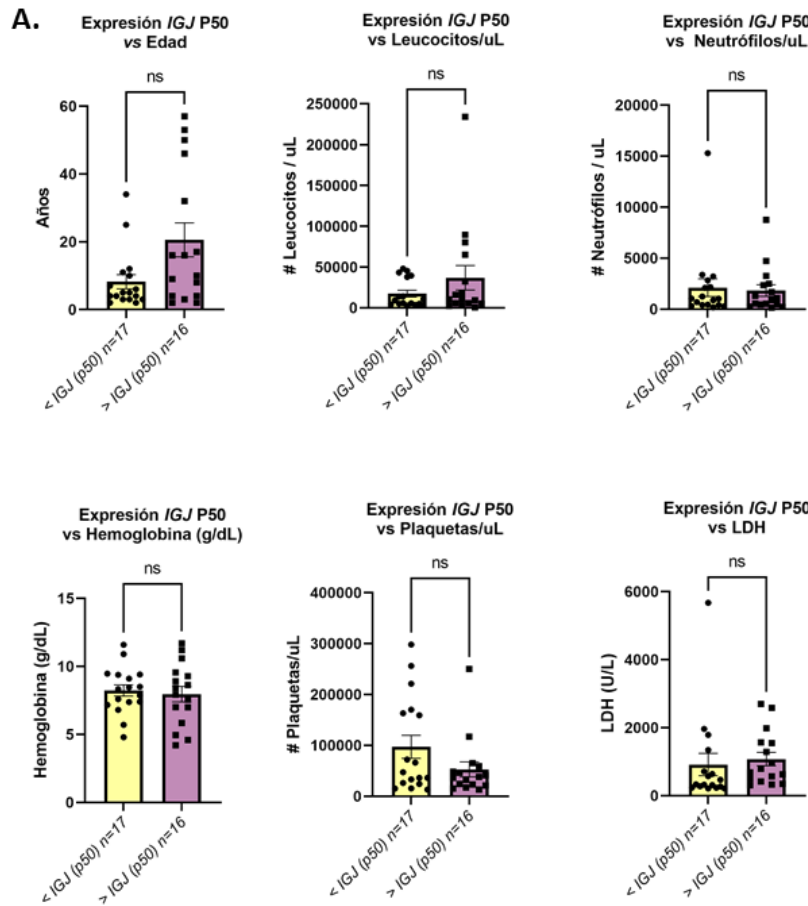 A.
Expresión IGJ P50
vs Edad
ns
Años
60
40
20
0
< IGJ (p50) n=17
> IGJ (p50) n=16
Expresión IGJ P50
vs Leucocitos/uL
ns
# Leucocitos / uL
250000
200000
150000
100000
50000
0
< IGJ (p50) n=17
> IGJ (p50) n=16
Expresión IGJ P50
vs Neutrófilos/uL
ns
# Neutrófilos / uL
20000
15000
10000
5000
0
< IGJ (p50) n=17
> IGJ (p50) n=16
Expresión IGJ P50
vs Hemoglobina (g/dL)
ns
Hemoglobina (g/dL)
15
10
5
0
< IGJ (p50) n=17
> IGJ (p50) n=16
Expresión IGJ P50
vs Plaquetas/uL
ns
# Plaquetas/uL
400000
300000
200000
100000
0
< IGJ (p50) n=17
> IGJ (p50) n=16
Expresión IGJ P50
vs LDH
ns
LDH (U/L)
6000
4000
2000
0
< IGJ (p50) n=17
> IGJ (p50) n=16